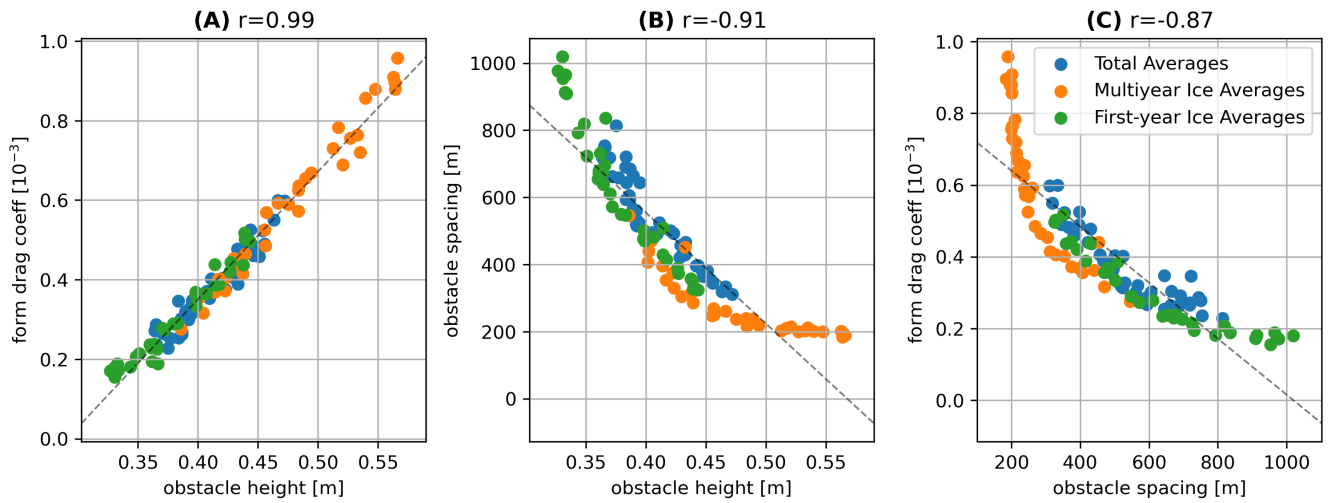 (A) r=0.99
form drag coeff [10⁻³]
1.0
0.8
0.6
0.4
0.2
0.0
0.35 0.40 0.45 0.50 0.55
obstacle height [m]
(B) r=-0.91
obstacle spacing [m]
1000
800
600
400
200
0
0.35 0.40 0.45 0.50 0.55
obstacle height [m]
(C) r=-0.87
Total Averages
Multiyear Ice Averages
First-year Ice Averages
form drag coeff [10⁻³]
1.0
0.8
0.6
0.4
0.2
0.0
200 400 600 800 1000
obstacle spacing [m]